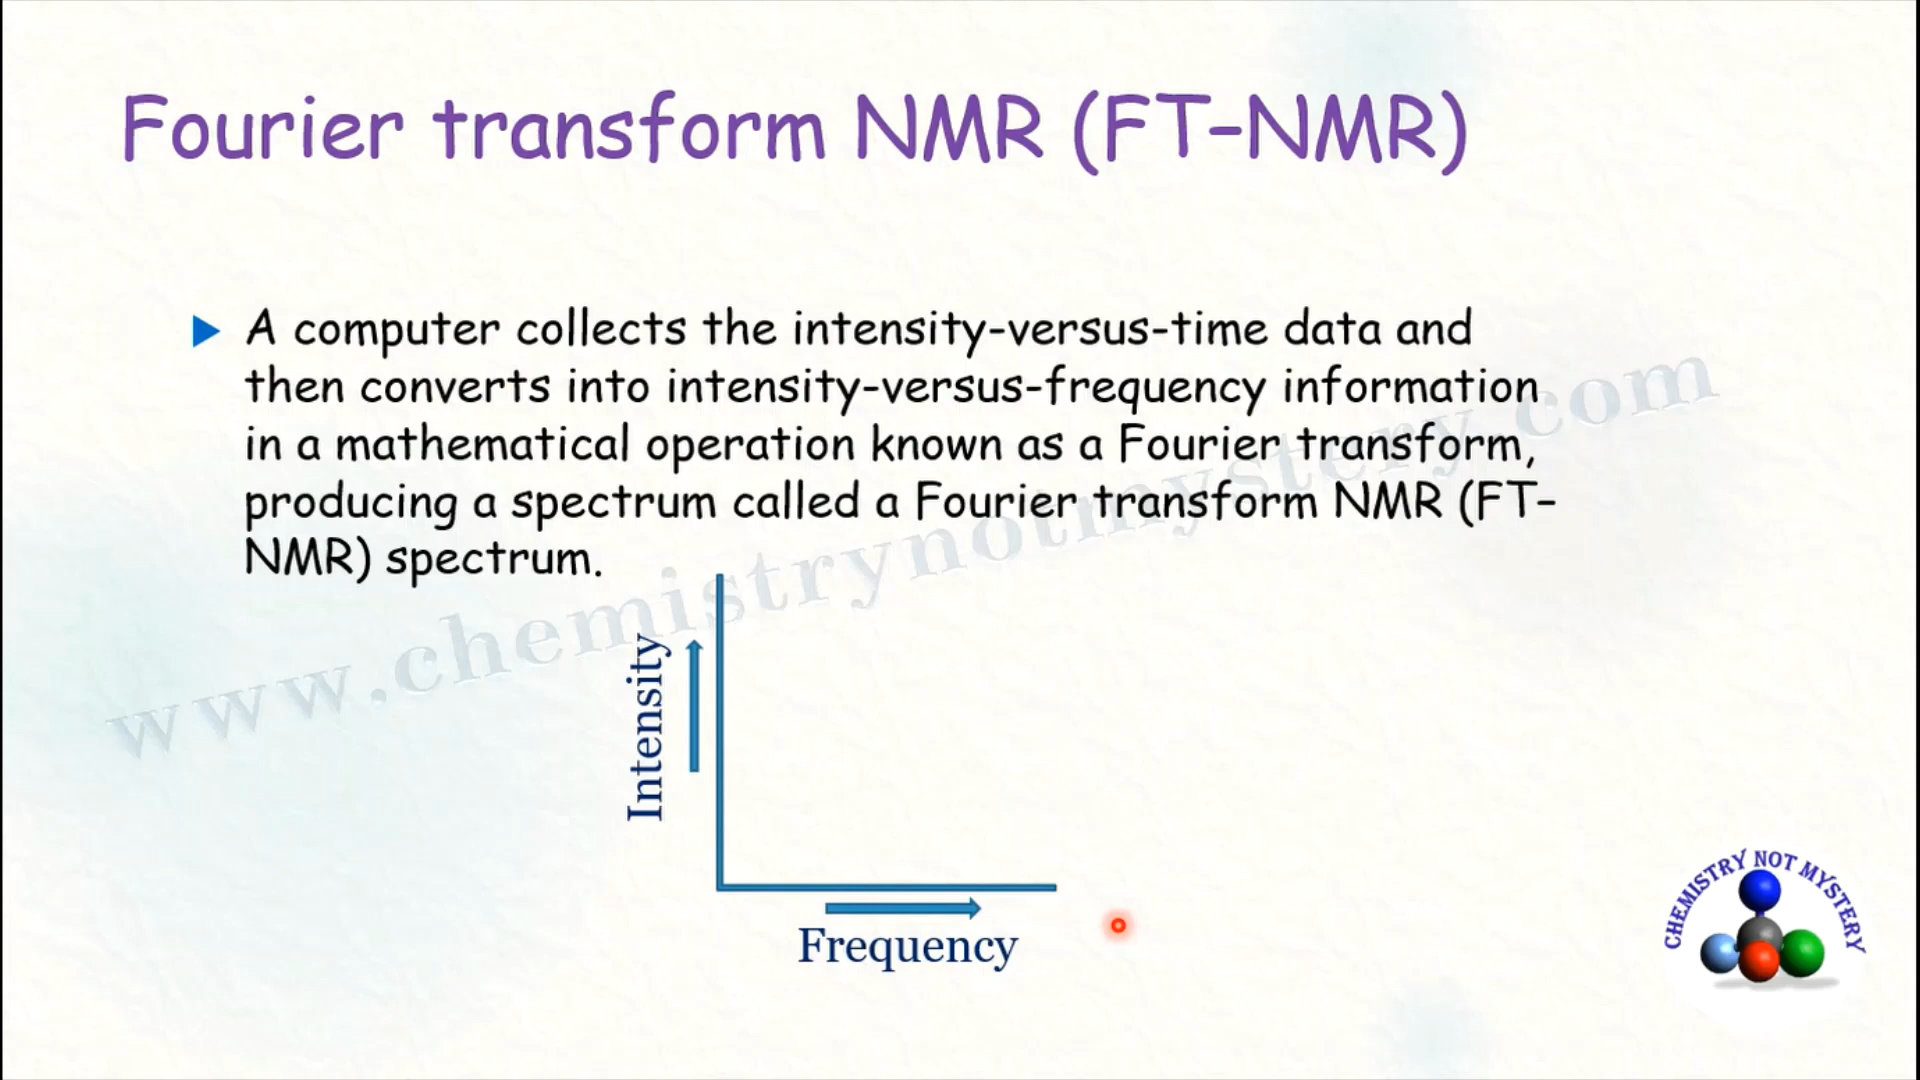 Fourier transform NMR (FT-NMR)
A computer collects the intensity-versus-time data and
then converts into intensity-versus-frequency information
in a mathematical operation known as a Fourier transform,
producing a spectrum called a Fourier transform NMR (FT-
NMR) spectrum.
www.chemistrynotmystery.com
Intensity
Frequency
CHEMISTRY NOT MYSTERY